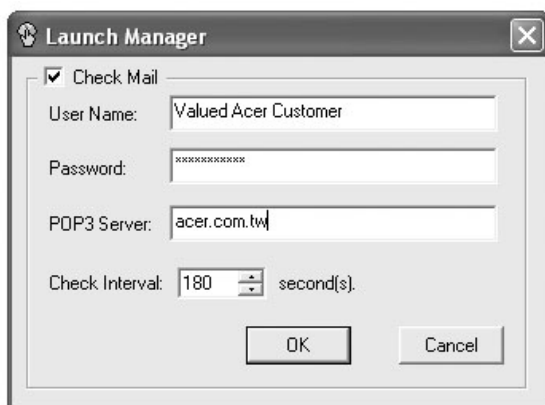 Launch Manager
Check Mail
User Name: Valued Acer Customer
Password: ***********
POP3 Server: acer.com.tw
Check Interval: 180 second(s).
OK Cancel